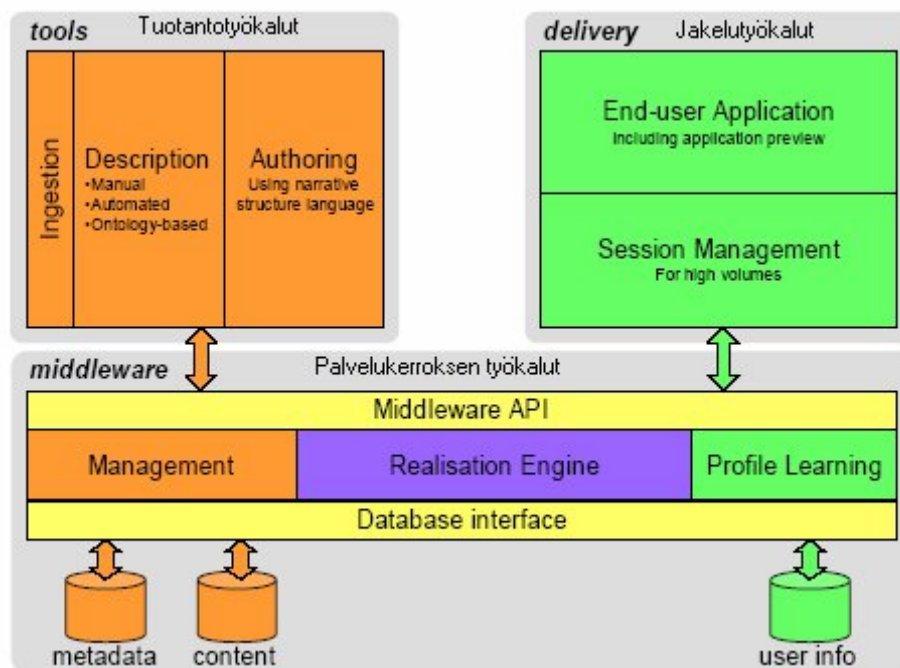 tools Tuotantotyökalut
Ingestion
Description
•Manual
•Automated
•Ontology-based
Authoring
Using narrative
structure language
delivery Jakelutyökalut
End-user Application
Including application preview
Session Management
For high volumes
middleware Palvelukerroksen työkalut
Middleware API
Management Realisation Engine Profile Learning
Database interface
metadata content user info